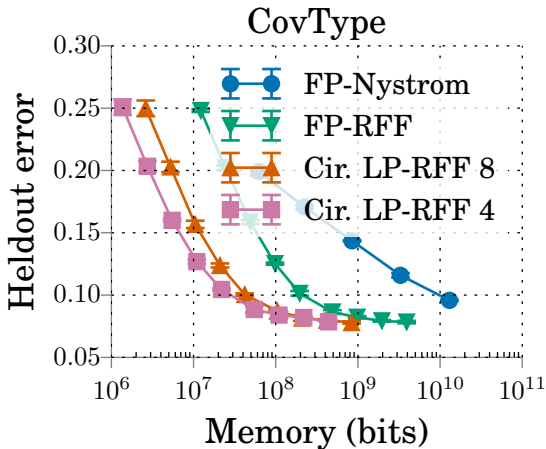 CovType
0.30
0.25
0.20
0.15
0.10
0.05
Heldout error
FP-Nystrom
FP-RFF
Cir. LP-RFF 8
Cir. LP-RFF 4
10^6 10^7 10^8 10^9 10^10 10^11
Memory (bits)